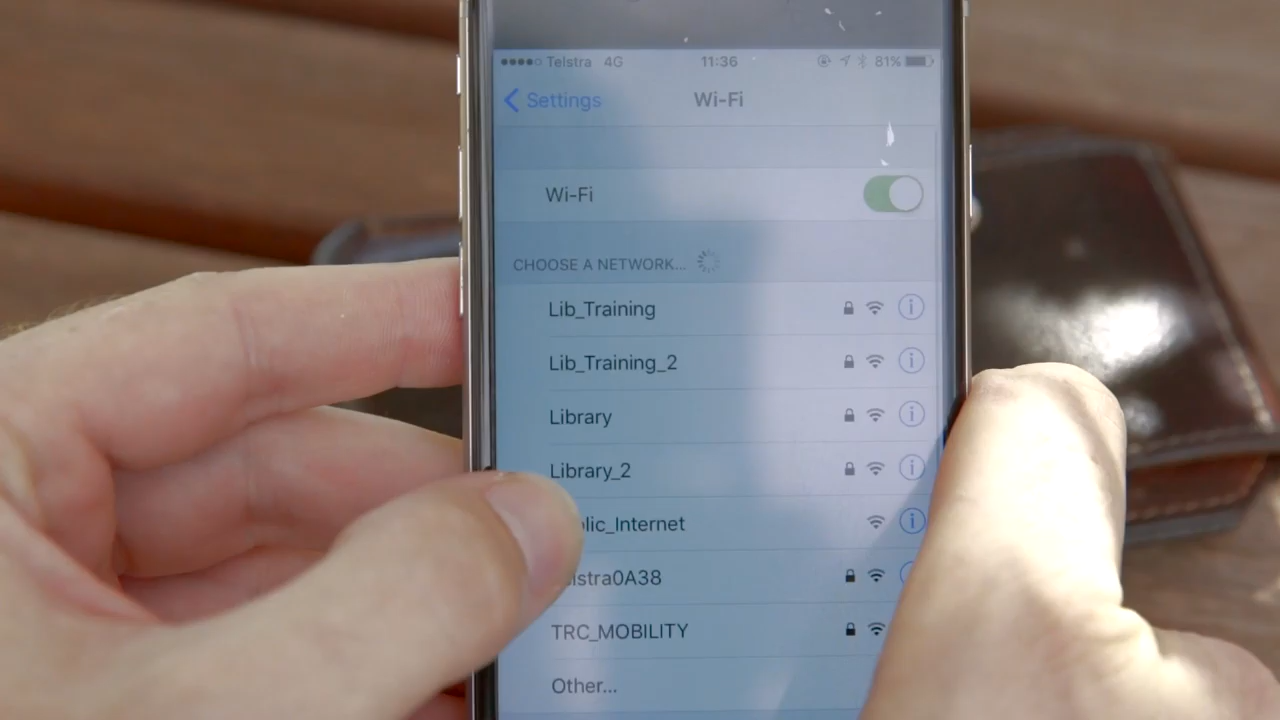 Telstra 4G 11:36 81%
Settings Wi-Fi
Wi-Fi
CHOOSE A NETWORK...
Lib_Training
Lib_Training_2
Library
Library_2
lic_Internet
stra0A38
TRC_MOBILITY
Other...